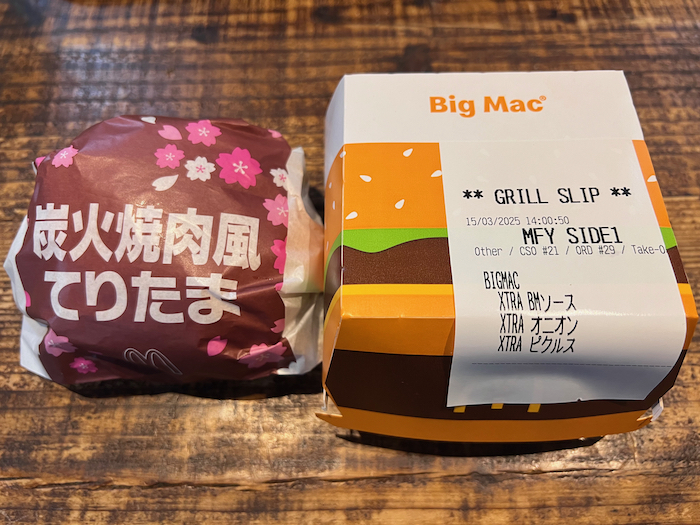 炭火焼肉風
てりたま
Big Mac®
** GRILL SLIP **
15/03/2025 14:00:50
MFY SIDE1
Other / CSO #21 / ORD #29 / Take-O
BIGMAC
XTRA BMソース
XTRA オニオン
XTRA ピクルス